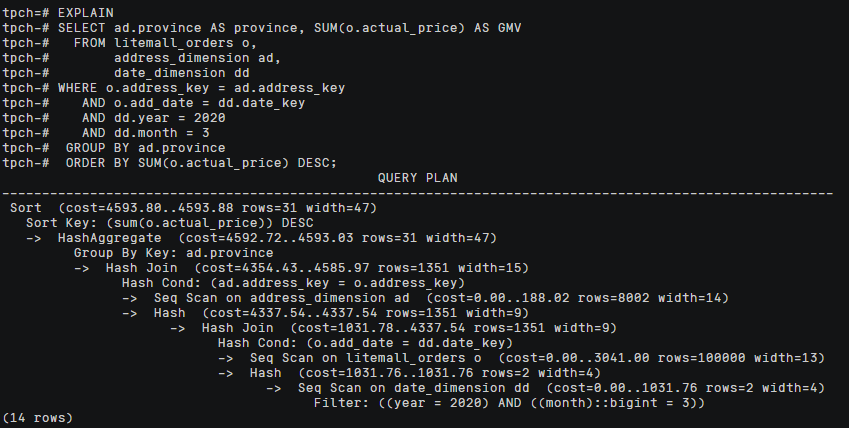 tpch=# EXPLAIN
tpch-# SELECT ad.province AS province, SUM(o.actual_price) AS GMV
tpch-#   FROM litemall_orders o,
tpch-#        address_dimension ad,
tpch-#        date_dimension dd
tpch-# WHERE o.address_key = ad.address_key
tpch-#    AND o.add_date = dd.date_key
tpch-#    AND dd.year = 2020
tpch-#    AND dd.month = 3
tpch-#  GROUP BY ad.province
tpch-#  ORDER BY SUM(o.actual_price) DESC;
QUERY PLAN
--------------------------------------------------------------------------------------------------------
Sort  (cost=4593.80..4593.88 rows=31 width=47)
  Sort Key: (sum(o.actual_price)) DESC
  ->  HashAggregate  (cost=4592.72..4593.03 rows=31 width=47)
        Group By Key: ad.province
        ->  Hash Join  (cost=4354.43..4585.97 rows=1351 width=15)
              Hash Cond: (ad.address_key = o.address_key)
              ->  Seq Scan on address_dimension ad  (cost=0.00..188.02 rows=8002 width=14)
              ->  Hash  (cost=4337.54..4337.54 rows=1351 width=9)
                    ->  Hash Join  (cost=1031.78..4337.54 rows=1351 width=9)
                          Hash Cond: (o.add_date = dd.date_key)
                          ->  Seq Scan on litemall_orders o  (cost=0.00..3041.00 rows=100000 width=13)
                          ->  Hash  (cost=1031.76..1031.76 rows=2 width=4)
                                ->  Seq Scan on date_dimension dd  (cost=0.00..1031.76 rows=2 width=4)
                                      Filter: ((year = 2020) AND ((month)::bigint = 3))
(14 rows)